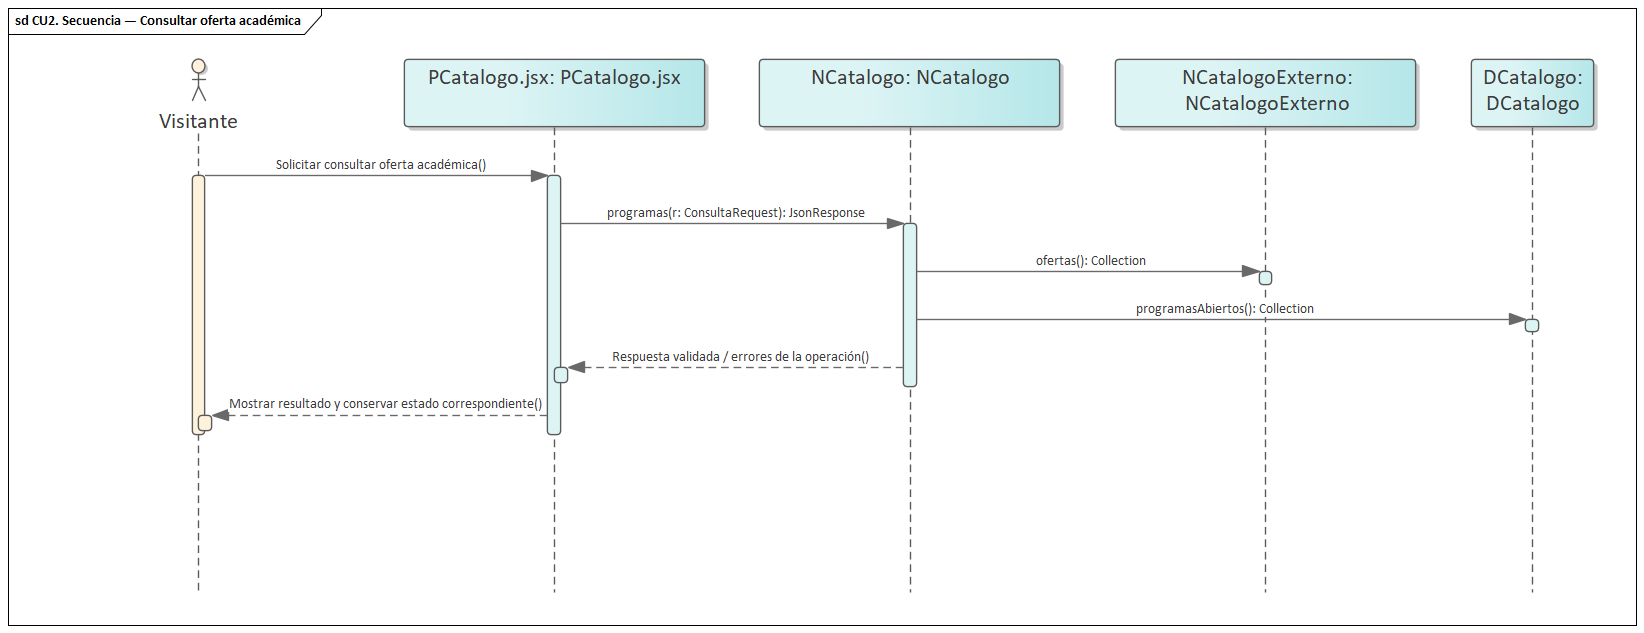 sd CU2. Secuencia — Consultar oferta académica
Visitante
PCatalogo.jsx: PCatalogo.jsx
NCatalogo: NCatalogo
NCatalogoExterno:
NCatalogoExterno
DCatalogo:
DCatalogo
Solicitar consultar oferta académica()
programas(r: ConsultaRequest): JsonResponse
ofertas(): Collection
programasAbiertos(): Collection
Respuesta validada / errores de la operación()
Mostrar resultado y conservar estado correspondiente()